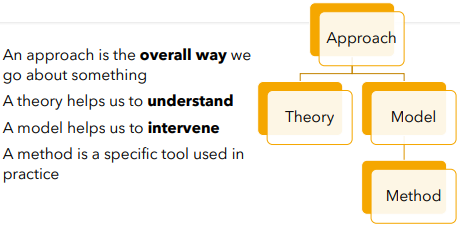 An approach is the overall way we
go about something
A theory helps us to understand
A model helps us to intervene
A method is a specific tool used in
practice
Approach
Theory
Model
Method